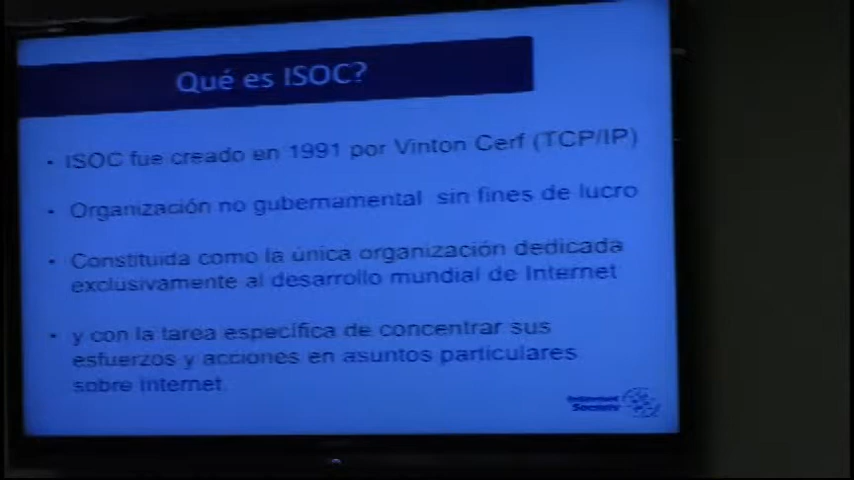 Qué es ISOC?
• ISOC fue creado en 1991 por Vinton Cerf (TCP/IP)
• Organización no gubernamental sin fines de lucro
• Constituida como la única organización dedicada
exclusivamente al desarrollo mundial de Internet
• y con la tarea específica de concentrar sus
esfuerzos y acciones en asuntos particulares
sobre Internet.
Internet
Society